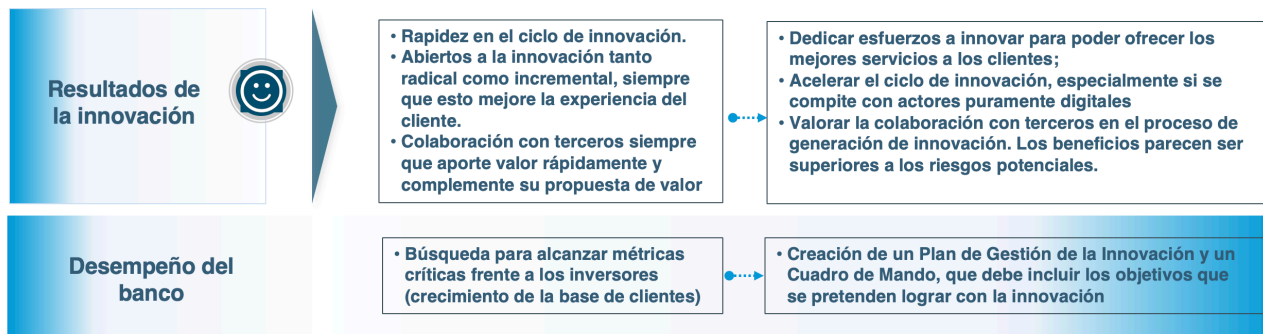 Resultados de
la innovación
• Rapidez en el ciclo de innovación.
• Abiertos a la innovación tanto
radical como incremental, siempre
que esto mejore la experiencia del
cliente.
• Colaboración con terceros siempre
que aporte valor rápidamente y
complemente su propuesta de valor
• Dedicar esfuerzos a innovar para poder ofrecer los
mejores servicios a los clientes;
• Acelerar el ciclo de innovación, especialmente si se
compite con actores puramente digitales
• Valorar la colaboración con terceros en el proceso de
generación de innovación. Los beneficios parecen ser
superiores a los riesgos potenciales.
Desempeño del
banco
• Búsqueda para alcanzar métricas
críticas frente a los inversores
(crecimiento de la base de clientes)
• Creación de un Plan de Gestión de la Innovación y un
Cuadro de Mando, que debe incluir los objetivos que
se pretenden lograr con la innovación